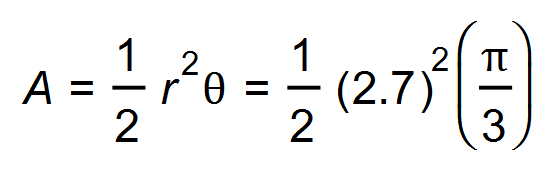 A = 1/2 r²θ = 1/2 (2.7)² (π/3)